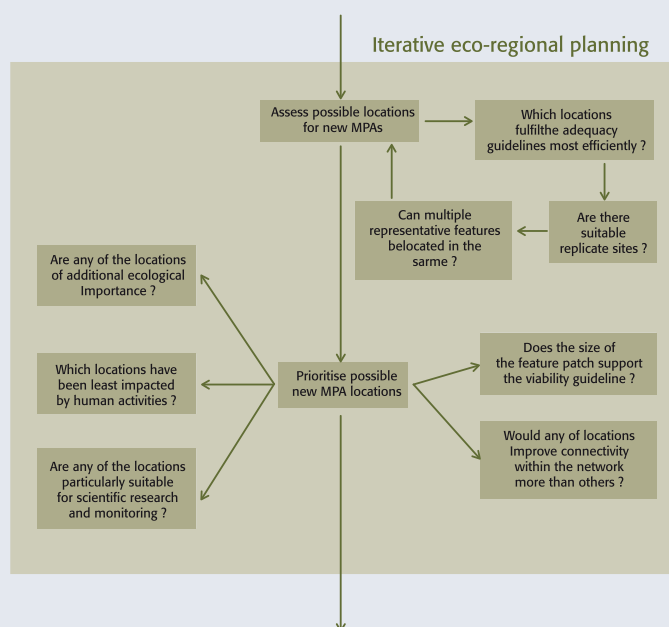 Iterative eco-regional planning
Assess possible locations
for new MPAs
Which locations
fulfilthe adequacy
guidelines most efficiently ?
Can multiple
representative features
belocated in the
sarme ?
Are there
suitable
replicate sites ?
Are any of the locations
of additional ecological
Importance ?
Which locations have
been least impacted
by human activities ?
Are any of the locations
particularly suitable
for scientific research
and monitoring ?
Prioritise possible
new MPA locations
Does the size of
the feature patch support
the viability guideline ?
Would any of locations
Improve connectivity
within the network
more than others ?